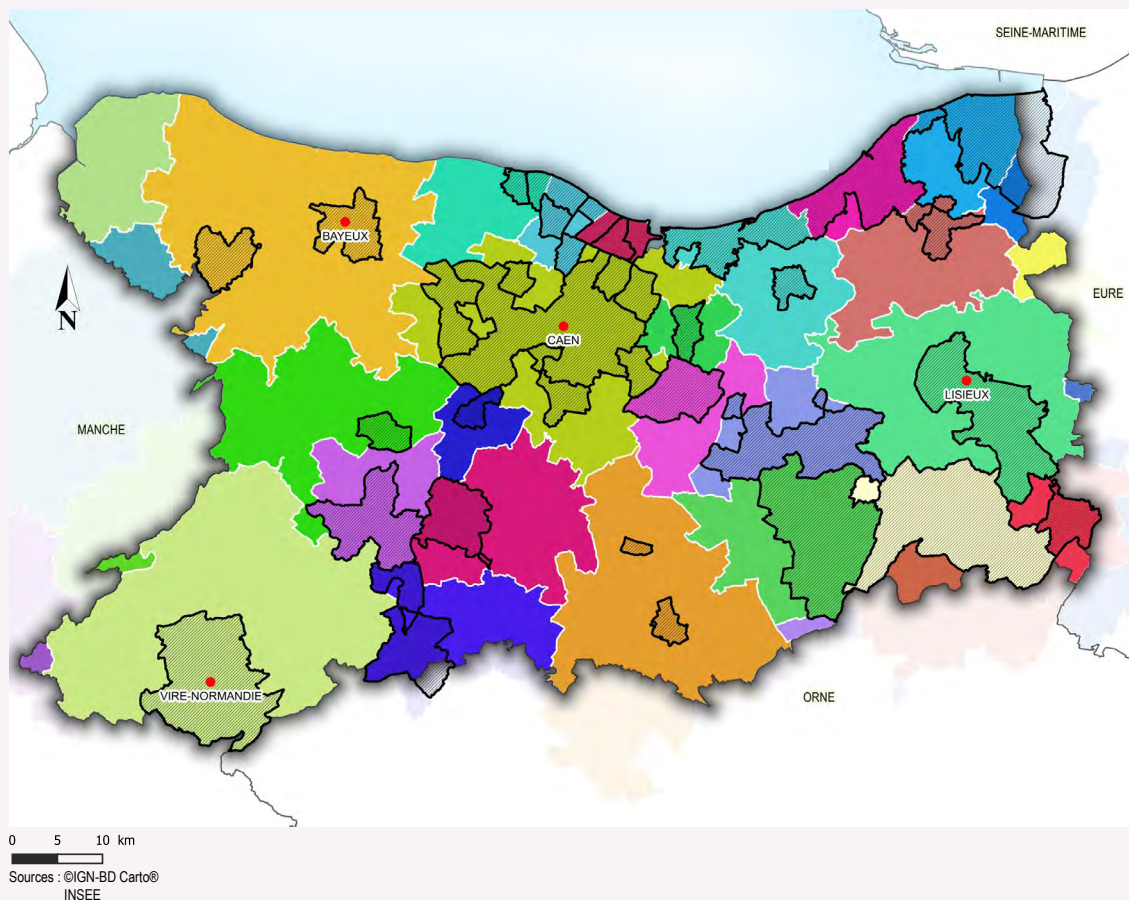 SEINE-MARITIME
BAYEUX
EURE
N
CAEN
LISIEUX
MANCHE
VIRE-NORMANDIE
ORNE
0 5 10 km
Sources : ©IGN-BD Carto®
INSEE